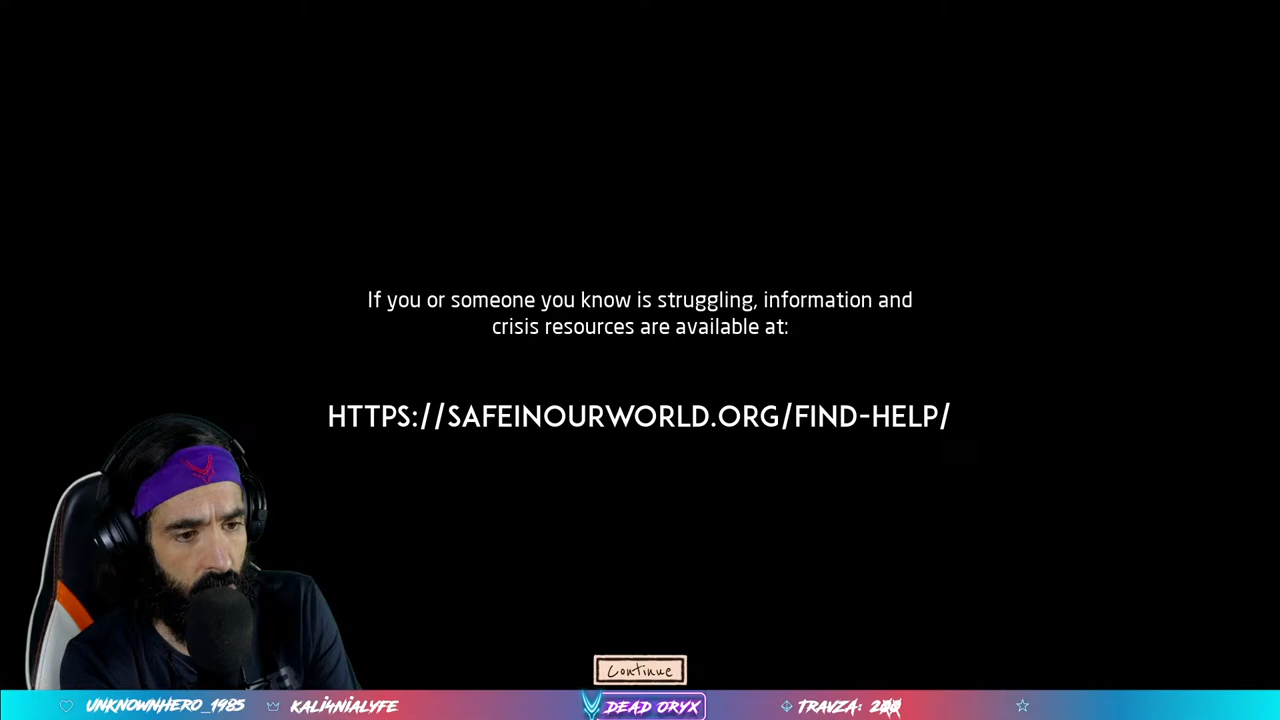 If you or someone you know is struggling, information and
crisis resources are available at:
HTTPS://SAFEINOURWORLD.ORG/FIND-HELP/
Continue
UNKNOWNHERO_1985 KALI4NIALYFE DEAD ORYX TRAVZA: 200